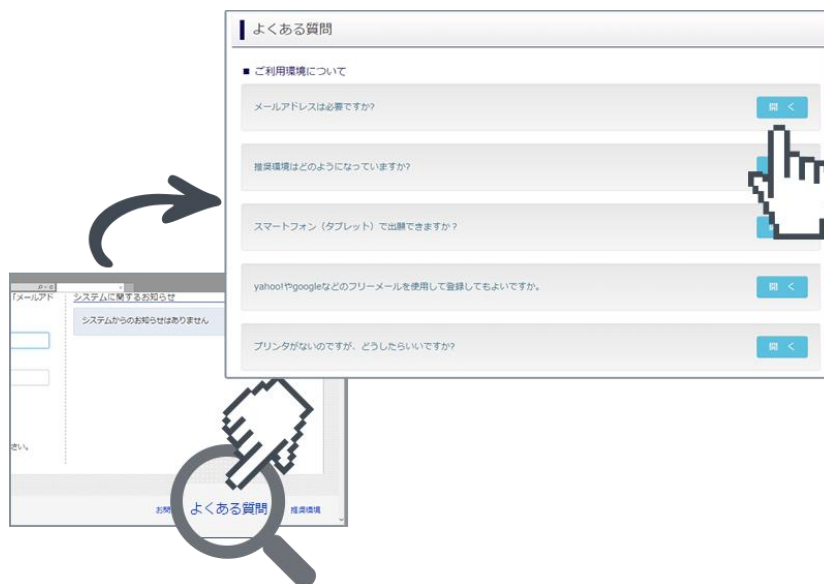 よくある質問
■ ご利用環境について
メールアドレスは必要ですか?
開 く
推奨環境はどのようになっていますか?
スマートフォン（タブレット）で出願できますか？
yahoo!やgoogleなどのフリーメールを使用して登録してもよいですか。
開 く
プリンタがないのですが、どうしたらいいですか?
開 く
「メールアド
システムに関するお知らせ
システムからのお知らせはありません
さい。
お問
よくある質問
推奨環境